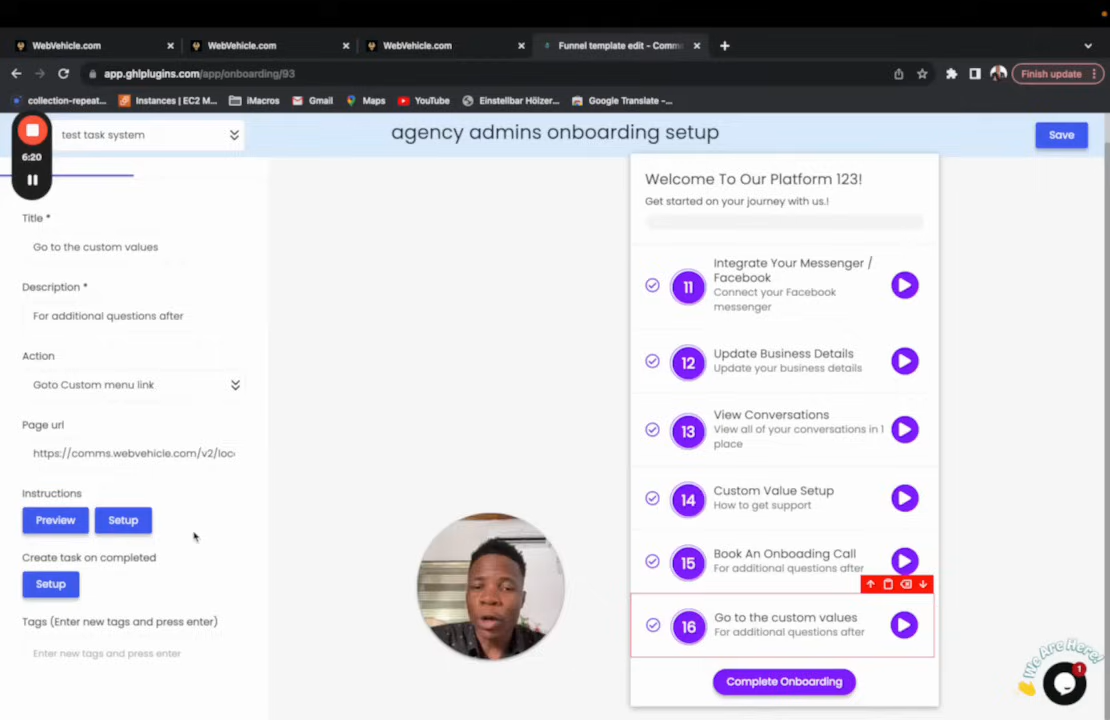 WebVehicle.com
WebVehicle.com
WebVehicle.com
Funnel template edit - Comm
app.ghlplugins.com/app/onboarding/93
Finish update
collection-repeat...
Instances | EC2 M...
iMacros
Gmail
Maps
YouTube
Einstellbar Hölzer...
Google Translate -...
6:20
test task system
agency admins onboarding setup
Save
Title *
Go to the custom values
Description *
For additional questions after
Action
Goto Custom menu link
Page url
https://comms.webvehicle.com/v2/loc
Instructions
Preview
Setup
Create task on completed
Setup
Tags (Enter new tags and press enter)
Enter new tags and press enter
Welcome To Our Platform 123!
Get started on your journey with us.!
11
Integrate Your Messenger /
Facebook
Connect your Facebook
messenger
12
Update Business Details
Update your business details
13
View Conversations
View all of your conversations in 1
place
14
Custom Value Setup
How to get support
15
Book An Onboading Call
For additional questions after
16
Go to the custom values
For additional questions after
Complete Onboarding
We Are Here!
1